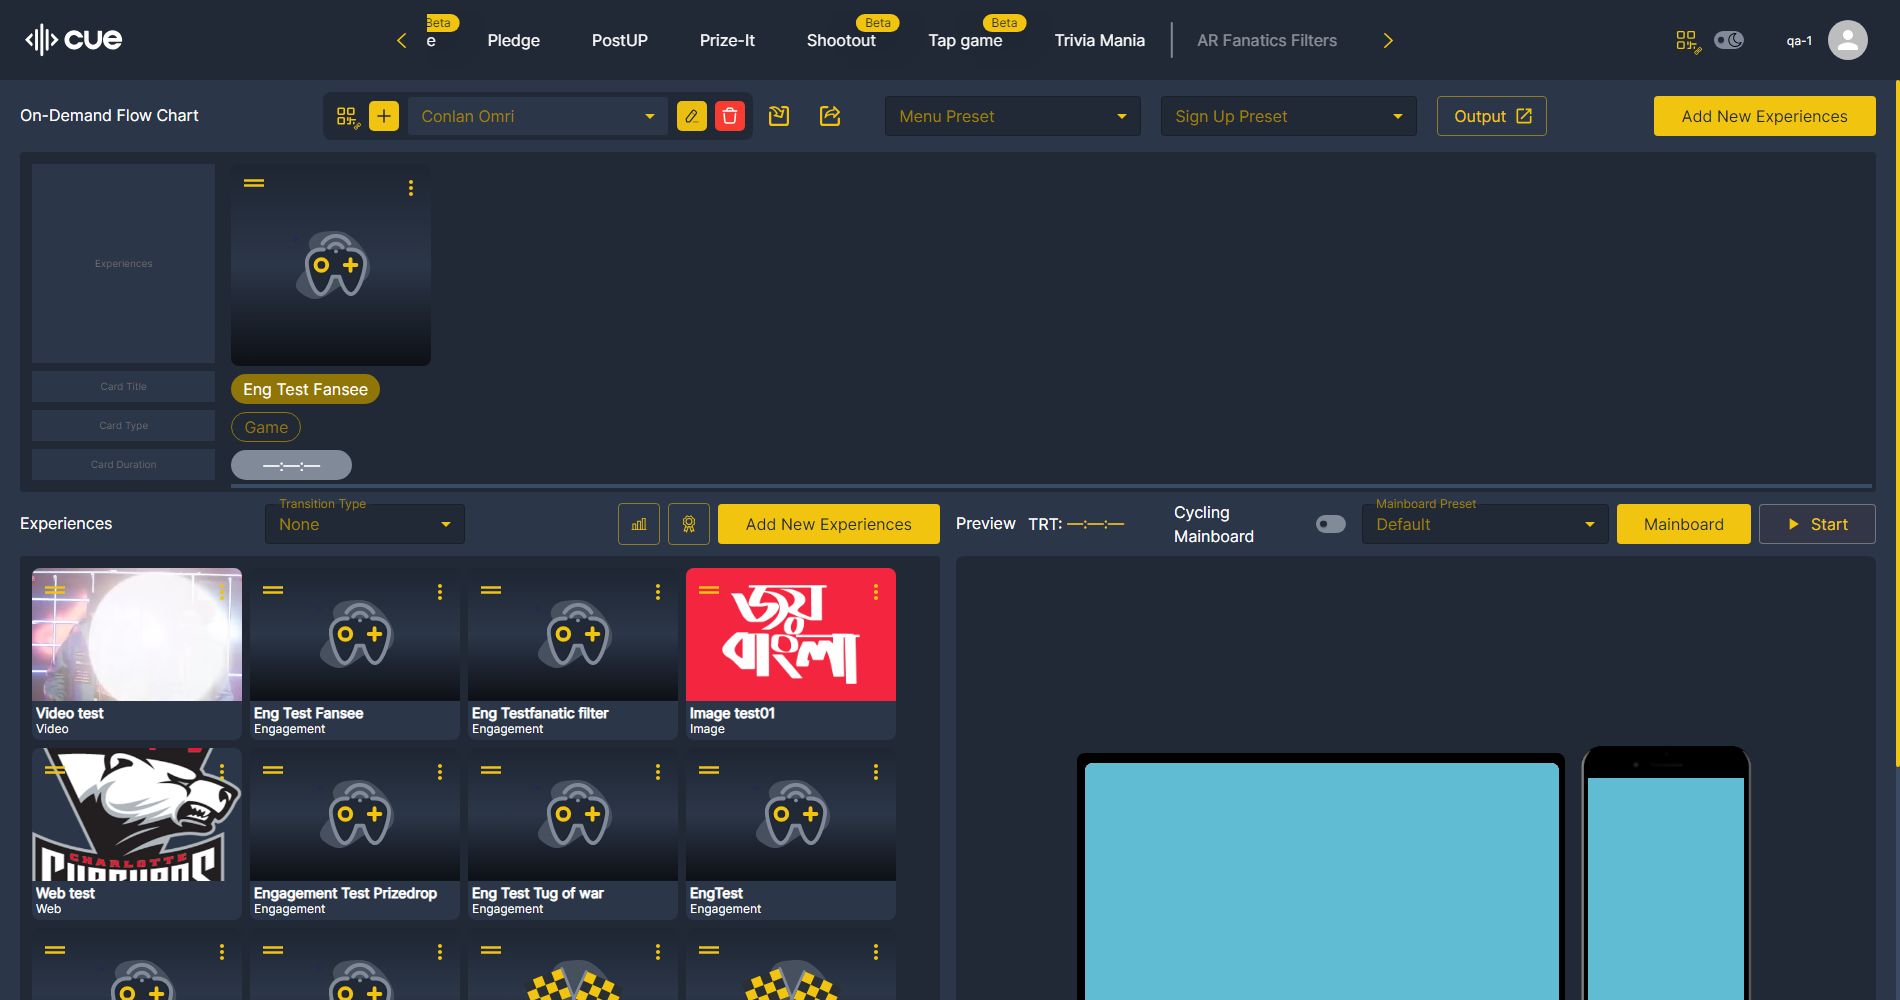 cue
Beta
e
Pledge
PostUP
Prize-It
Shootout
Beta
Tap game
Beta
Trivia Mania
AR Fanatics Filters
qa-1
On-Demand Flow Chart
Conlan Omri
Menu Preset
Sign Up Preset
Output
Add New Experiences
Experiences
Card Title
Card Type
Card Duration
Eng Test Fansee
Game
—:—:—
Experiences
Transition Type
None
Add New Experiences
Preview TRT: —:—:—
Cycling
Mainboard
Mainboard Preset
Default
Mainboard
Start
Video test
Video
Eng Test Fansee
Engagement
Eng Testfanatic filter
Engagement
জয়
বাংলা
Image test01
Image
CHARLOTTE
Web test
Web
Engagement Test Prizedrop
Engagement
Eng Test Tug of war
Engagement
EngTest
Engagement